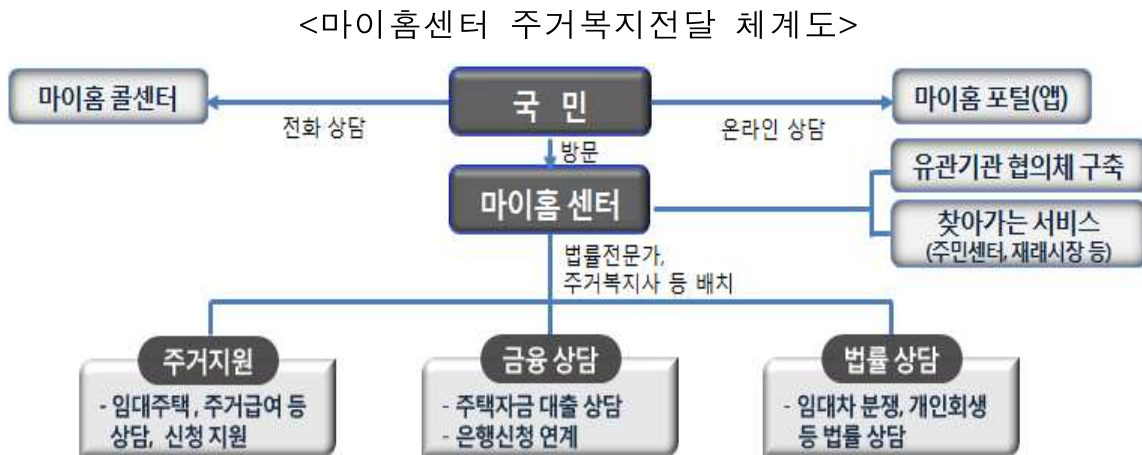 <마이홈센터 주거복지전달 체계도>
마이홈 콜센터
국 민
마이홈 포털(앱)
전화 상담
온라인 상담
방문
유관기관 협의체 구축
마이홈 센터
찾아가는 서비스
(주민센터, 재래시장 등)
법률전문가,
주거복지사 등 배치
주거지원
금융 상담
법률 상담
- 임대주택, 주거급여 등
상담, 신청 지원
- 주택자금 대출 상담
- 은행신청 연계
- 임대차 분쟁, 개인회생
등 법률 상담